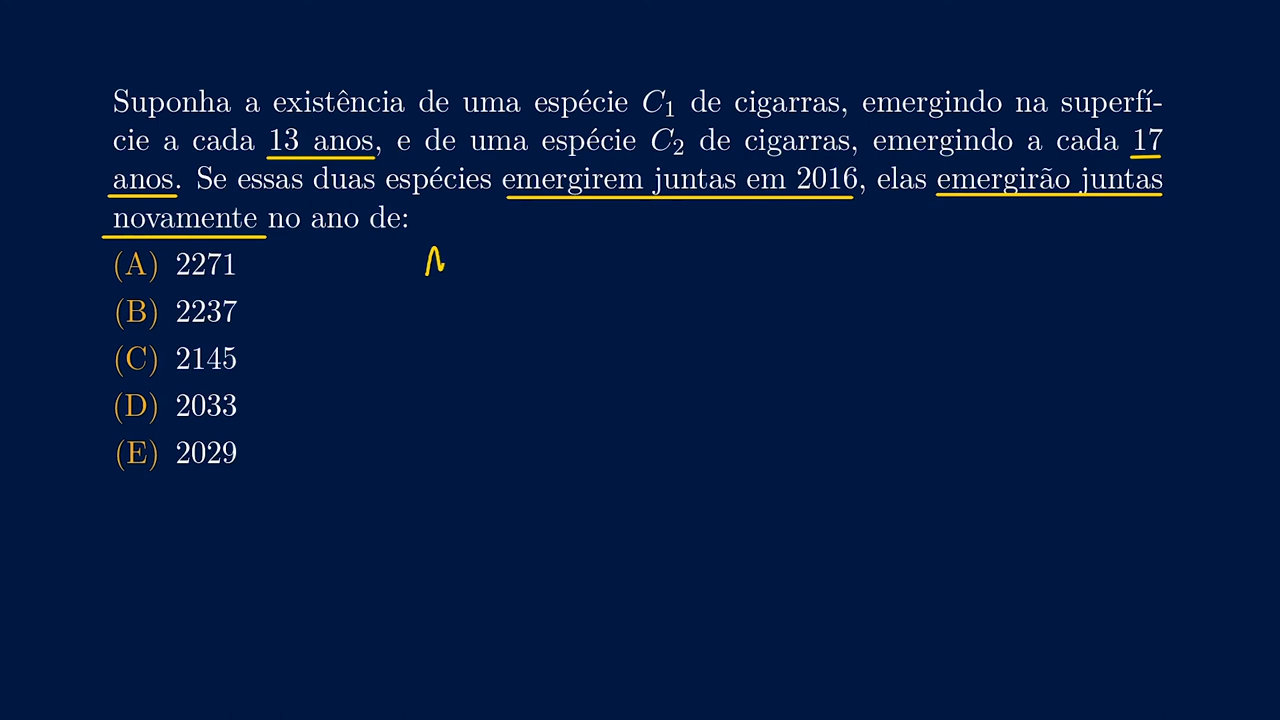 Suponha a existência de uma espécie C₁ de cigarras, emergindo na superfí-
cie a cada 13 anos, e de uma espécie C₂ de cigarras, emergindo a cada 17
anos. Se essas duas espécies emergirem juntas em 2016, elas emergirão juntas
novamente no ano de:
(A) 2271
(B) 2237
(C) 2145
(D) 2033
(E) 2029